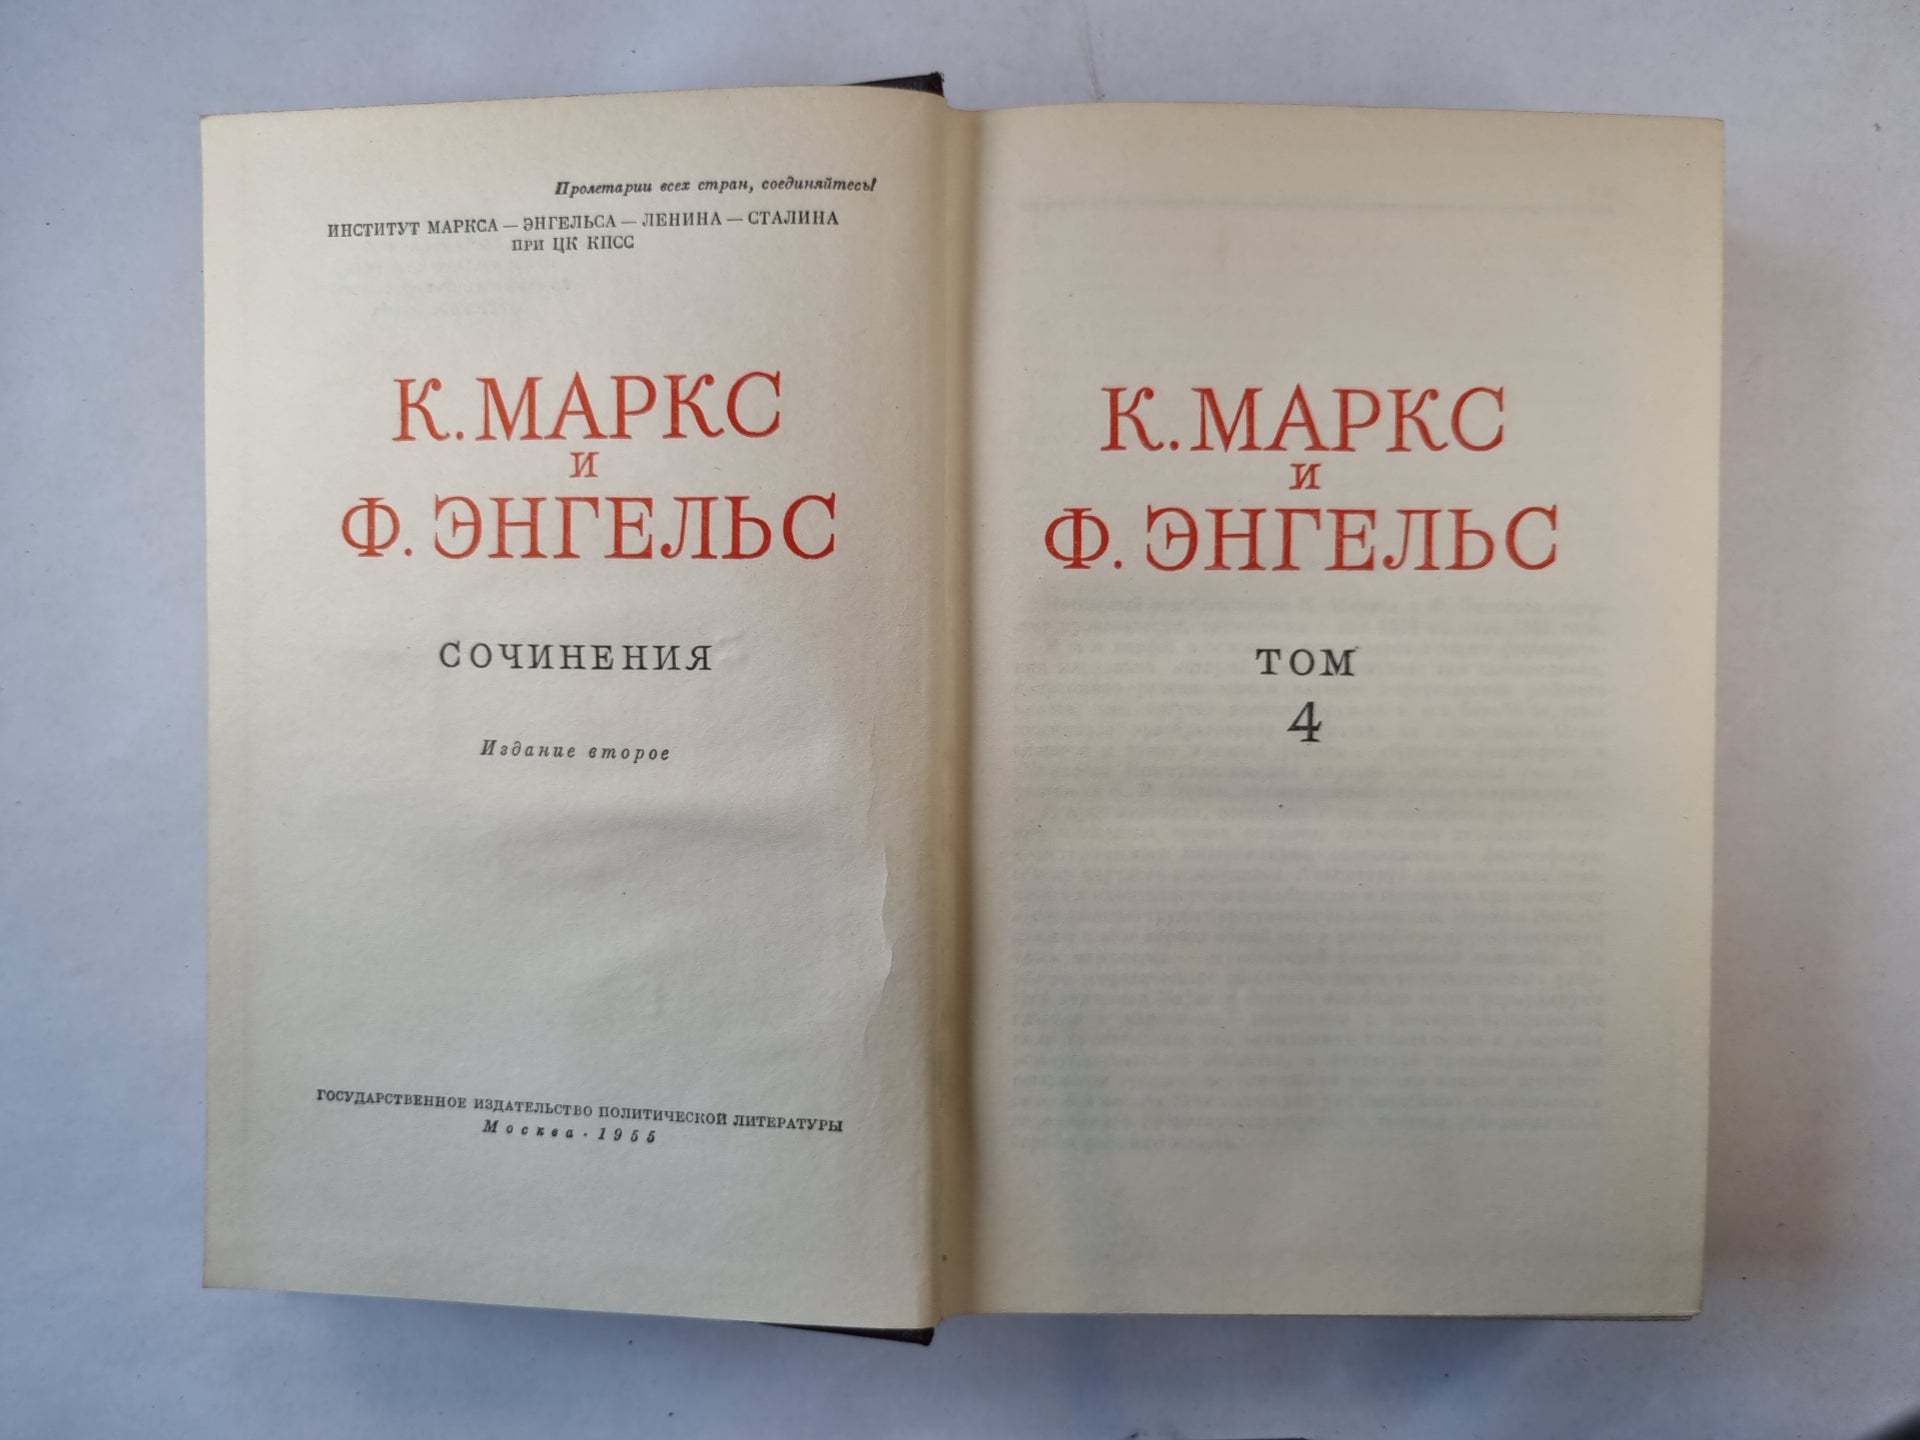 Пролетарии всех стран, соединяйтесь!
ИНСТИТУТ МАРКСА — ЭНГЕЛЬСА — ЛЕНИНА — СТАЛИНА
ПРИ ЦК КПСС
К. МАРКС
И
Ф. ЭНГЕЛЬС
СОЧИНЕНИЯ
Издание второе
ГОСУДАРСТВЕННОЕ ИЗДАТЕЛЬСТВО ПОЛИТИЧЕСКОЙ ЛИТЕРАТУРЫ
Москва · 1955
К. МАРКС
И
Ф. ЭНГЕЛЬС
ТОМ
4